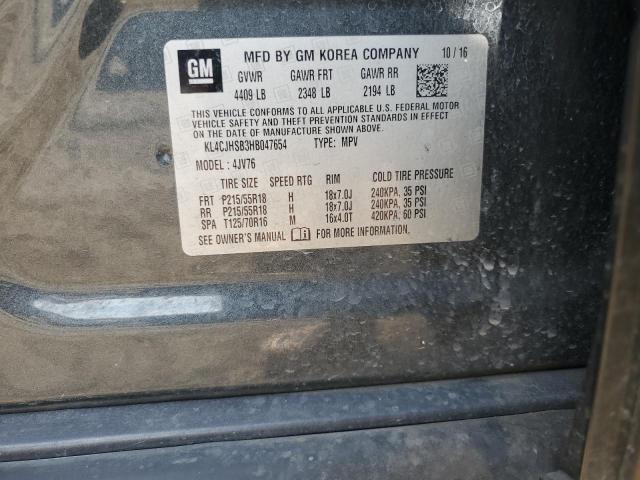 GM MFD BY GM KOREA COMPANY 10/16
GVWR GAWR FRT GAWR RR
4409 LB 2348 LB 2194 LB
THIS VEHICLE CONFORMS TO ALL APPLICABLE U.S. FEDERAL MOTOR
VEHICLE SAFETY AND THEFT PREVENTION STANDARDS IN EFFECT ON
THE DATE OF MANUFACTURE SHOWN ABOVE.
KL4CJHSB3HB047654 TYPE: MPV
MODEL: 4JV76
TIRE SIZE SPEED RTG RIM COLD TIRE PRESSURE
FRT P215/55R18 H 18x7.0J 240KPA, 35 PSI
RR P215/55R18 H 18x7.0J 240KPA, 35 PSI
SPA T125/70R16 M 16x4.0T 420KPA, 60 PSI
SEE OWNER'S MANUAL FOR MORE INFORMATION.